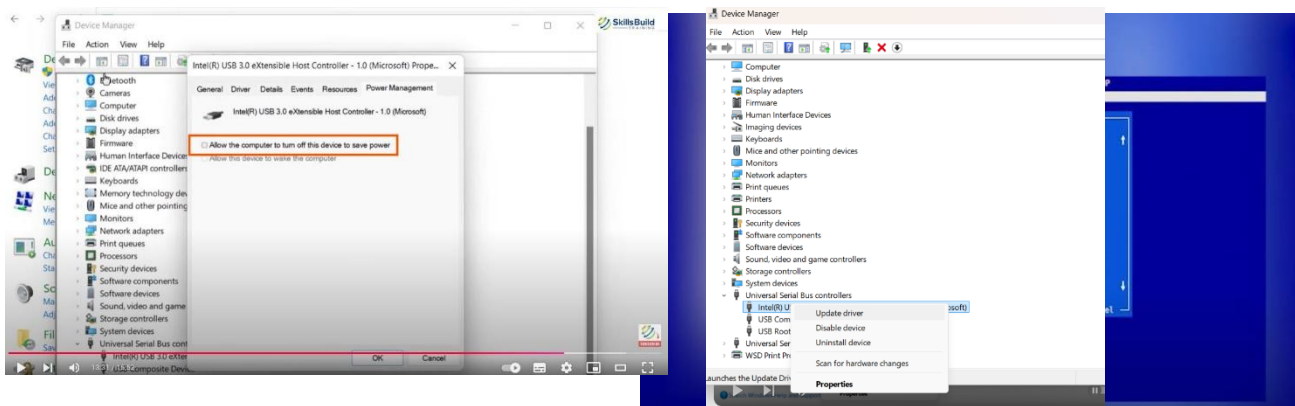 Device Manager
File Action View Help
Intel(R) USB 3.0 eXtensible Host Controller - 1.0 (Microsoft) Prope...
General Driver Details Events Resources Power Management
Intel(R) USB 3.0 eXtensible Host Controller - 1.0 (Microsoft)
Allow the computer to turn off this device to save power
Allow this device to wake the computer
OK Cancel
Cameras
Computer
Disk drives
Display adapters
Firmware
Human Interface Device
IDE ATA/ATAPI controllers
Keyboards
Memory technology dev
Mice and other pointing
Monitors
Network adapters
Print queues
Processors
Security devices
Software components
Software devices
Sound, video and game
Storage controllers
System devices
Universal Serial Bus cont
Intel(R) USB 3.0 eXter
USB Composite Devi
SkillsBuild
TRAINING
Device Manager
File Action View Help
Computer
Disk drives
Display adapters
Firmware
Human Interface Devices
Imaging devices
Keyboards
Mice and other pointing devices
Monitors
Network adapters
Print queues
Printers
Processors
Security devices
Software components
Software devices
Sound, video and game controllers
Storage controllers
System devices
Universal Serial Bus controllers
Intel(R) U osoft)
USB Com
USB Root
Universal Ser
WSD Print Pr
Update driver
Disable device
Uninstall device
Scan for hardware changes
Properties
aunches the Update Driv